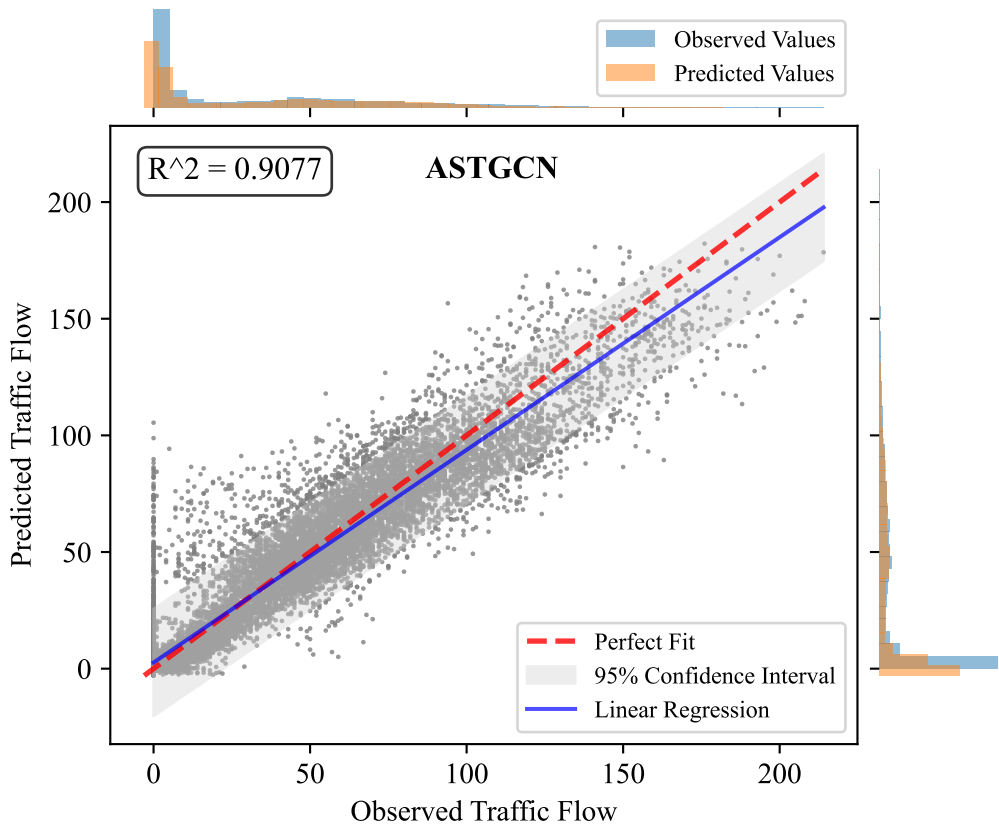 Observed Values
Predicted Values
R^2 = 0.9077
ASTGCN
200
150
100
50
0
Predicted Traffic Flow
Perfect Fit
95% Confidence Interval
Linear Regression
0 50 100 150 200
Observed Traffic Flow